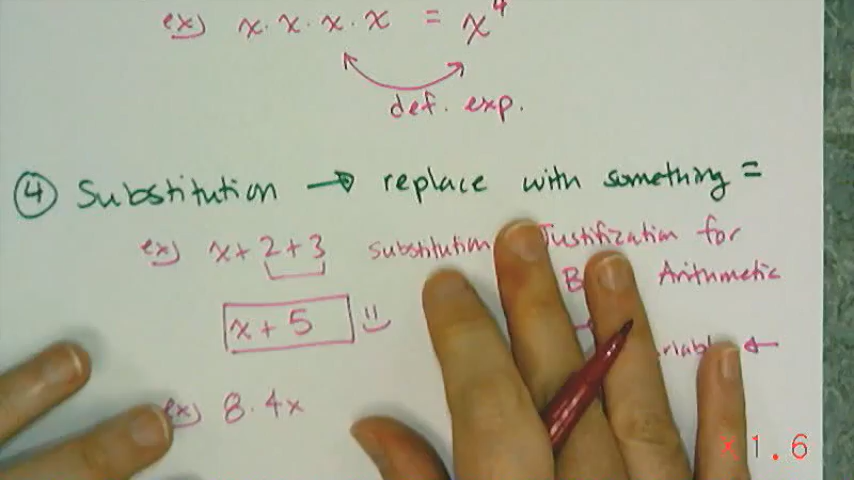 ex) x · x · x · x = x⁴
def. exp.
④ Substitution → replace with something =
ex) x + 2 + 3 substitution Justification for
Arithmetic
x + 5
ex) 8 · 4x
x1.6